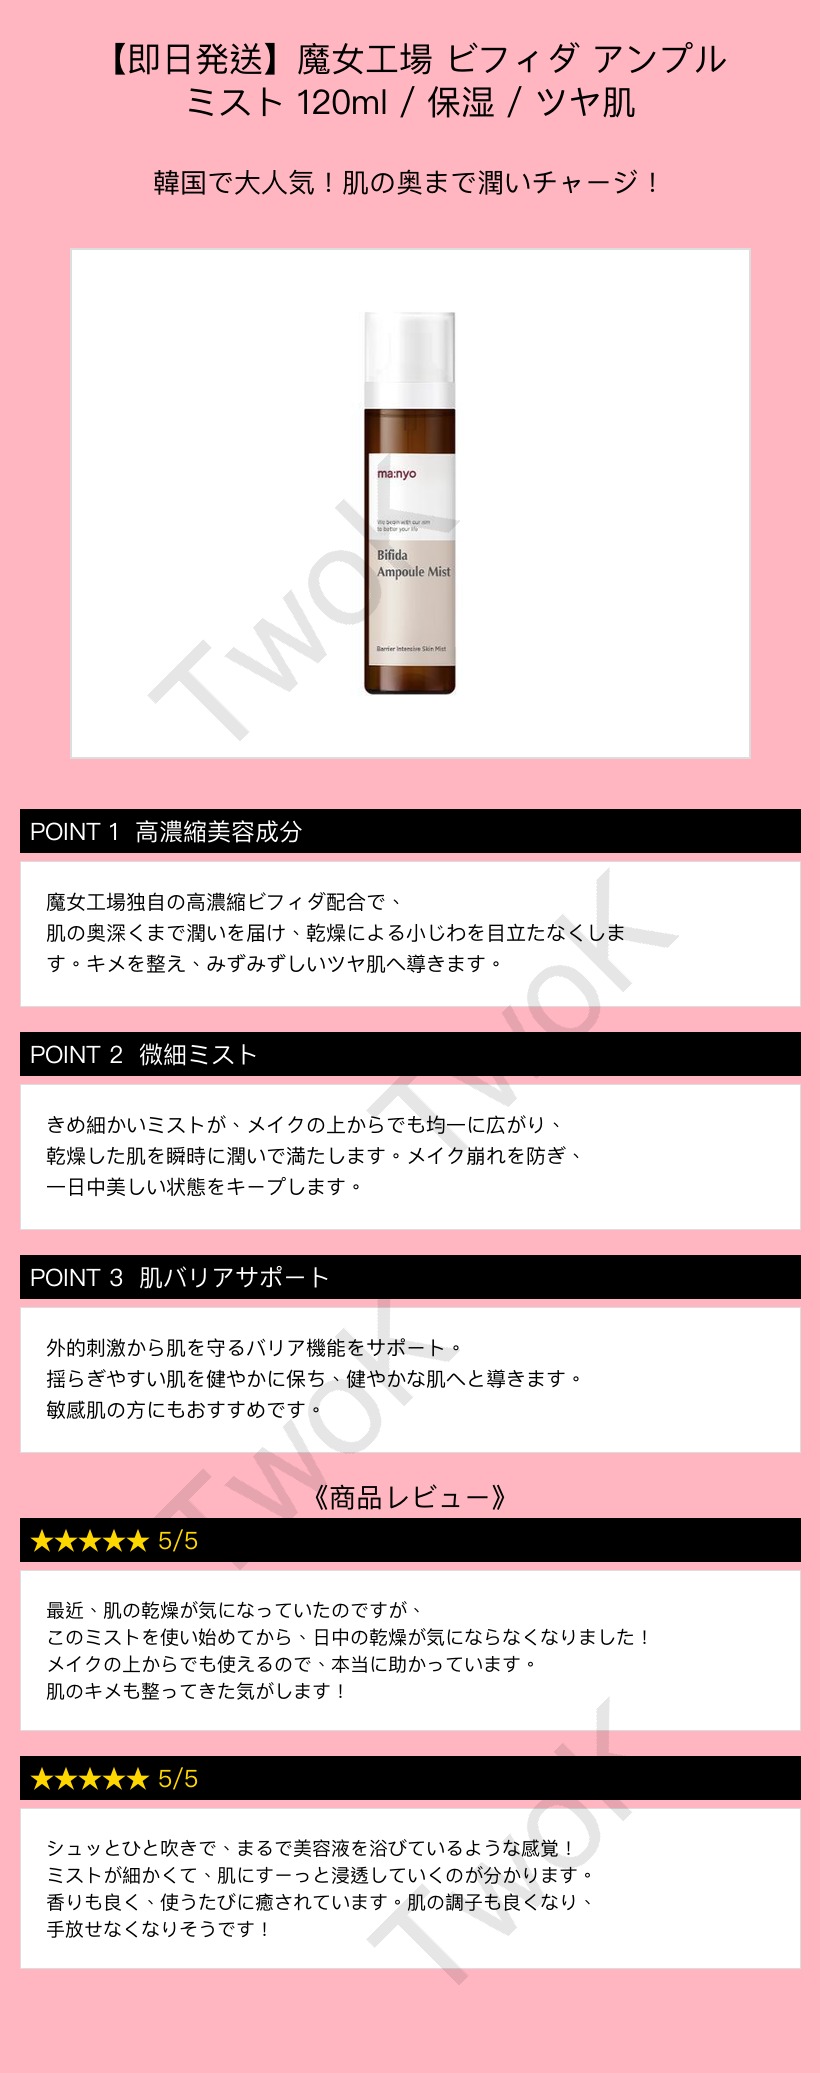 【即日発送】魔女工場 ビフィダ アンプル
ミスト 120ml / 保湿 / ツヤ肌
韓国で大人気！肌の奥まで潤いチャージ！
ma:nyo
We begin with our aim
to better your life
Bifida
Ampoule Mist
Barrier Intensive Skin Mist
TwoK
POINT 1 高濃縮美容成分
魔女工場独自の高濃縮ビフィダ配合で、
肌の奥深くまで潤いを届け、乾燥による小じわを目立たなくしま
す。キメを整え、みずみずしいツヤ肌へ導きます。
TwoK
POINT 2 微細ミスト
きめ細かいミストが、メイクの上からでも均一に広がり、
乾燥した肌を瞬時に潤いで満たします。メイク崩れを防ぎ、
一日中美しい状態をキープします。
POINT 3 肌バリアサポート
外的刺激から肌を守るバリア機能をサポート。
揺らぎやすい肌を健やかに保ち、健やかな肌へと導きます。
敏感肌の方にもおすすめです。
TwoK
《商品レビュー》
★★★★★ 5/5
最近、肌の乾燥が気になっていたのですが、
このミストを使い始めてから、日中の乾燥が気にならなくなりました！
メイクの上からでも使えるので、本当に助かっています。
肌のキメも整ってきた気がします！
★★★★★ 5/5
シュッとひと吹きで、まるで美容液を浴びているような感覚！
ミストが細かくて、肌にすーっと浸透していくのが分かります。
香りも良く、使うたびに癒されています。肌の調子も良くなり、
手放せなくなりそうです！
TwoK